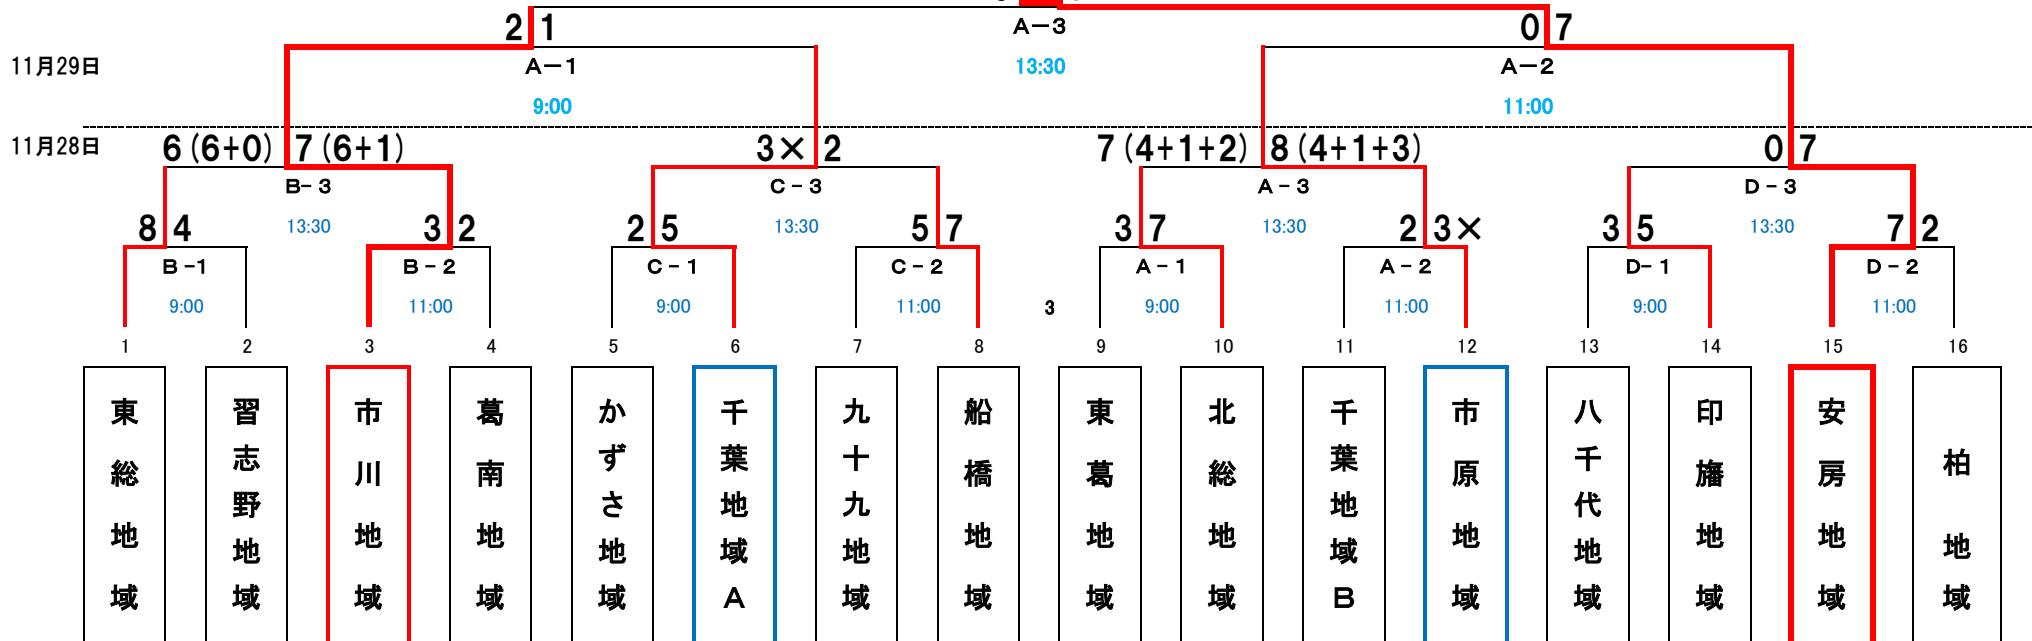 2 1
A－3
0 7
11月29日
A－1
13:30
A－2
9:00
11:00
11月28日
6 (6+0) 7 (6+1)
3× 2
7 (4+1+2) 8 (4+1+3)
0 7
B- 3
C - 3
A - 3
D - 3
13:30
13:30
13:30
13:30
8 4
3 2
2 5
5 7
3 7
2 3×
3 5
7 2
B -1
B - 2
C - 1
C - 2
A - 1
A - 2
D- 1
D - 2
9:00
11:00
9:00
11:00
3
9:00
11:00
9:00
11:00
1 2 3 4 5 6 7 8 9 10 11 12 13 14 15 16
東総地域
習志野地域
市川地域
葛南地域
かずさ地域
千葉地域A
九十九地域
船橋地域
東葛地域
北総地域
千葉地域B
市原地域
八千代地域
印旛地域
安房地域
柏地域